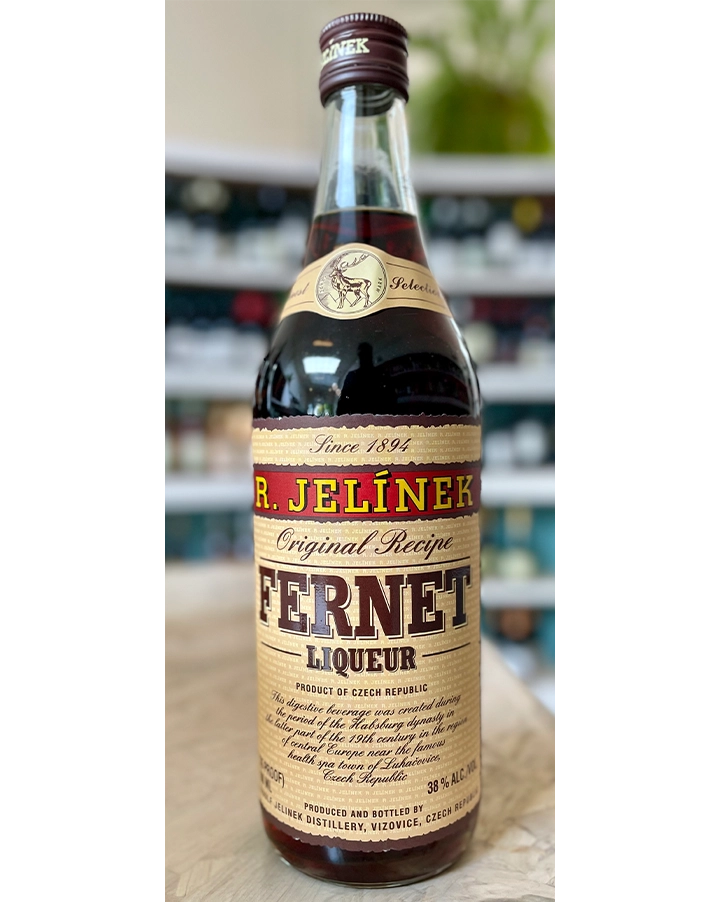 Selection
Since 1894
R. JELÍNEK
Original Recipe
FERNET
LIQUEUR
PRODUCT OF CZECH REPUBLIC
This digestive beverage was created during
the period of the Habsburg dynasty in
the latter part of the 19th century in the region
of central Europe near the famous
health spa town of Luhačovice,
Czech Republic
PROOF)
ML
38 % ALC./VOL.
PRODUCED AND BOTTLED BY
JELINEK DISTILLERY, VIZOVICE, CZECH REPUBLIC